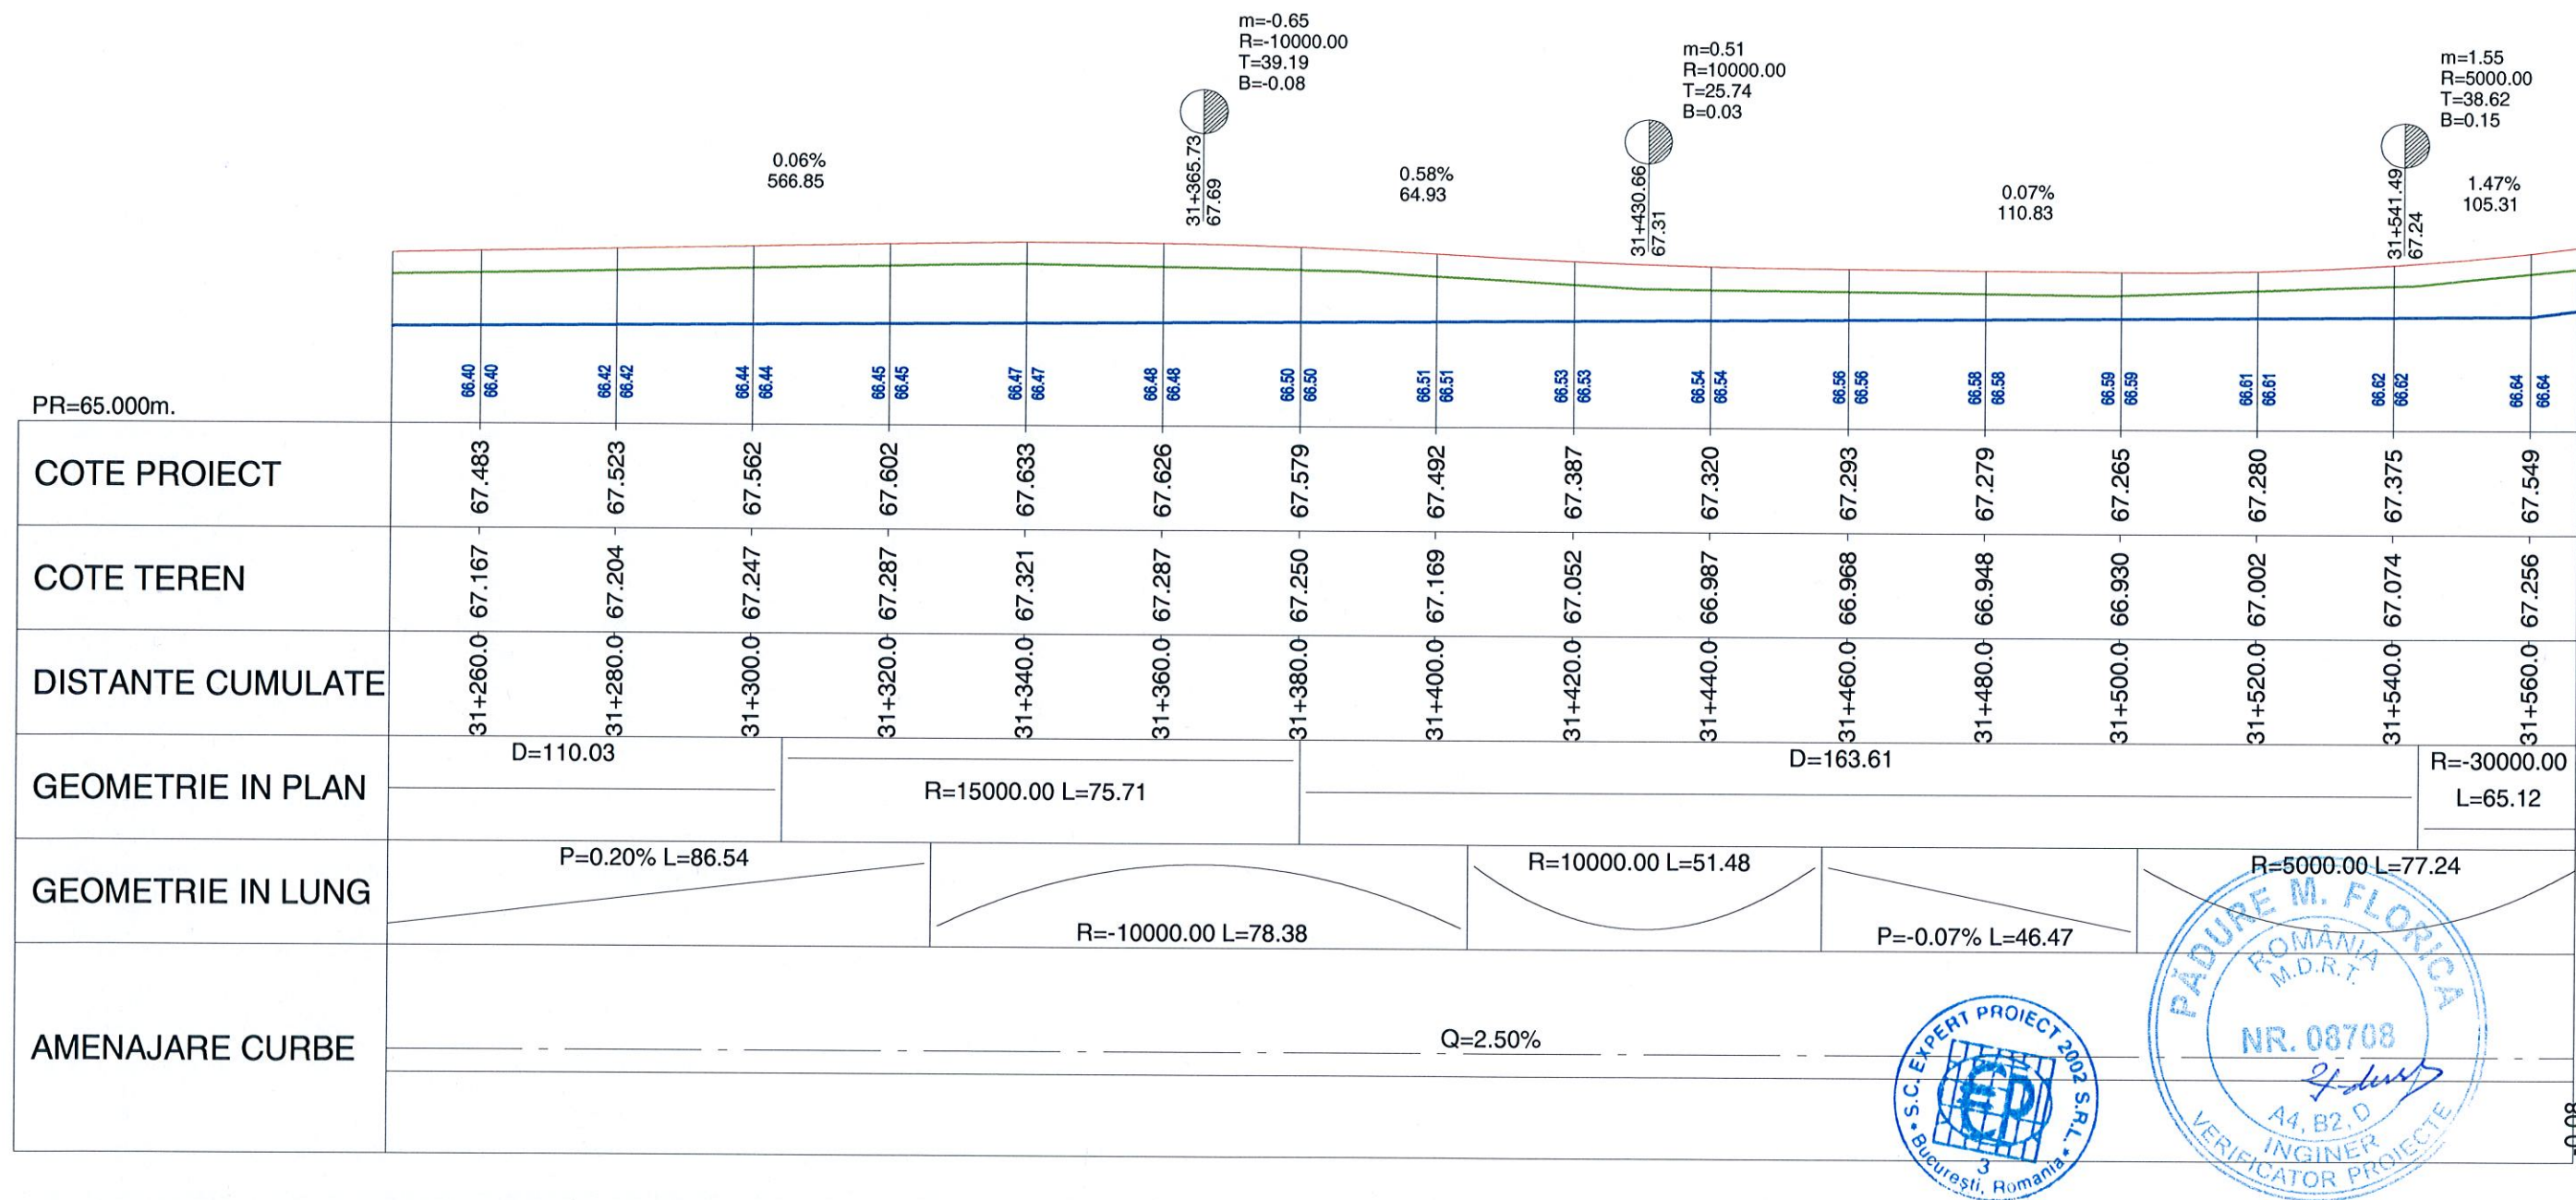 m=-0.65
R=-10000.00
T=39.19
B=-0.08
m=0.51
R=10000.00
T=25.74
B=0.03
m=1.55
R=5000.00
T=38.62
B=0.15
0.06%
566.85
31+365.73
67.69
0.58%
64.93
31+430.66
67.31
0.07%
110.83
31+541.49
67.24
1.47%
105.31
66.40 66.42 66.44 66.45 66.47 66.48 66.50 66.51 66.53 66.54 66.56 66.58 66.59 66.61 66.62 66.64
66.40 66.42 66.44 66.45 66.47 66.48 66.50 66.51 66.53 66.54 66.56 66.58 66.59 66.61 66.62 66.64
PR=65.000m.
COTE PROIECT 67.483 67.523 67.562 67.602 67.633 67.626 67.579 67.492 67.387 67.320 67.293 67.279 67.265 67.280 67.375 67.549
COTE TEREN 67.167 67.204 67.247 67.287 67.321 67.287 67.250 67.169 67.052 66.987 66.968 66.948 66.930 67.002 67.074 67.256
DISTANTE CUMULATE 31+260.0 31+280.0 31+300.0 31+320.0 31+340.0 31+360.0 31+380.0 31+400.0 31+420.0 31+440.0 31+460.0 31+480.0 31+500.0 31+520.0 31+540.0 31+560.0
GEOMETRIE IN PLAN
D=110.03
R=15000.00 L=75.71
D=163.61
R=-30000.00
L=65.12
GEOMETRIE IN LUNG
P=0.20% L=86.54
R=-10000.00 L=78.38
R=10000.00 L=51.48
P=-0.07% L=46.47
R=5000.00 L=77.24
AMENAJARE CURBE
Q=2.50%
S.C. EXPERT PROIECT 2002 S.R.L.
EP
3
București, Romania
PĂDURE M. FLORICA
ROMÂNIA
M.D.R.T.
NR. 08708
A4, B2, D
INGINER
VERIFICATOR PROIECTE